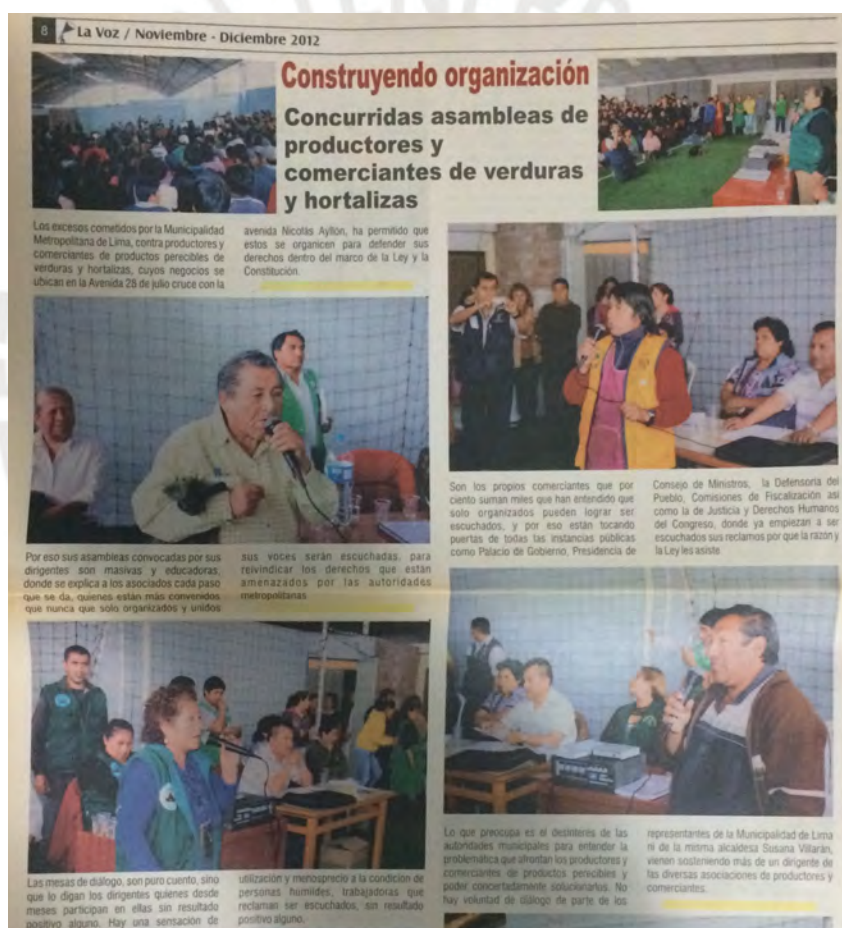 8 La Voz / Noviembre - Diciembre 2012
Construyendo organización
Concurridas asambleas de
productores y
comerciantes de verduras
y hortalizas
Los excesos cometidos por la Municipalidad
Metropolitana de Lima, contra productores y
comerciantes de productos perecibles de
verduras y hortalizas, cuyos negocios se
ubican en la Avenida 28 de julio cruce con la
avenida Nicolás Ayllon, ha permitido que
estos se organicen para defender sus
derechos dentro del marco de la Ley y la
Constitución.
Por eso sus asambleas convocadas por sus
dirigentes son masivas y educadoras,
donde se explica a los asociados cada paso
que se da, quienes están más convenidos
que nunca que solo organizados y unidos
sus voces serán escuchadas, para
reivindicar los derechos que están
amenazados por las autoridades
metropolitanas
Las mesas de diálogo, son puro cuento, sino
que lo digan los dirigentes quienes desde
meses participan en ellas sin resultado
positivo alguno. Hay una sensación de
utilización y menosprecio a la condición de
personas humildes, trabajadoras que
reclaman ser escuchados, sin resultado
positivo alguno.
Son los propios comerciantes que por
ciento suman miles que han entendido que
solo organizados pueden lograr ser
escuchados, y por eso están tocando
puertas de todas las instancias públicas
como Palacio de Gobierno, Presidencia de
Consejo de Ministros, la Defensoria del
Pueblo, Comisiones de Fiscalización así
como la de Justicia y Derechos Humanos
del Congreso, donde ya empiezan a ser
escuchados sus reclamos por que la razón y
la Ley les asiste.
Lo que preocupa es el desinterés de las
autoridades municipales para entender la
problemática que afrontan los productores y
comerciantes de productos perecibles y
poder concertadamente solucionarlos. No
hay voluntad de diálogo de parte de los
representantes de la Municipalidad de Lima
ni de la misma alcaldesa Susana Villarán,
vienen sosteniendo más de un dirigente de
las diversas asociaciones de productores y
comerciantes.